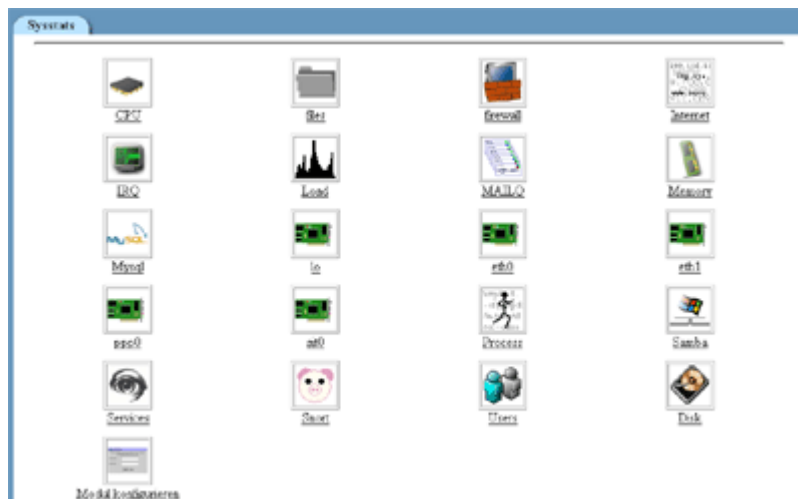 Sysstats
CPU
files
firewall
Internet
IRQ
Load
MAILQ
Memory
MySQL
Mysql
lo
eth0
eth1
ppp0
Process
Samba
Services
Snort
Users
Disk
Modul konfigurieren